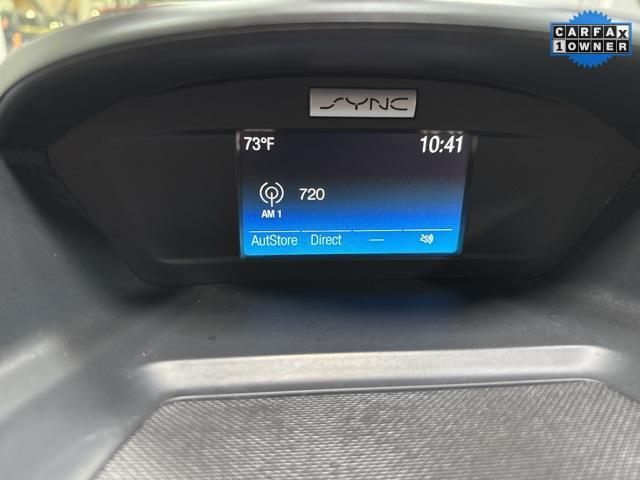 CARFAX
1 OWNER
SYNC
73°F 10:41
720
AM 1
AutStore Direct —